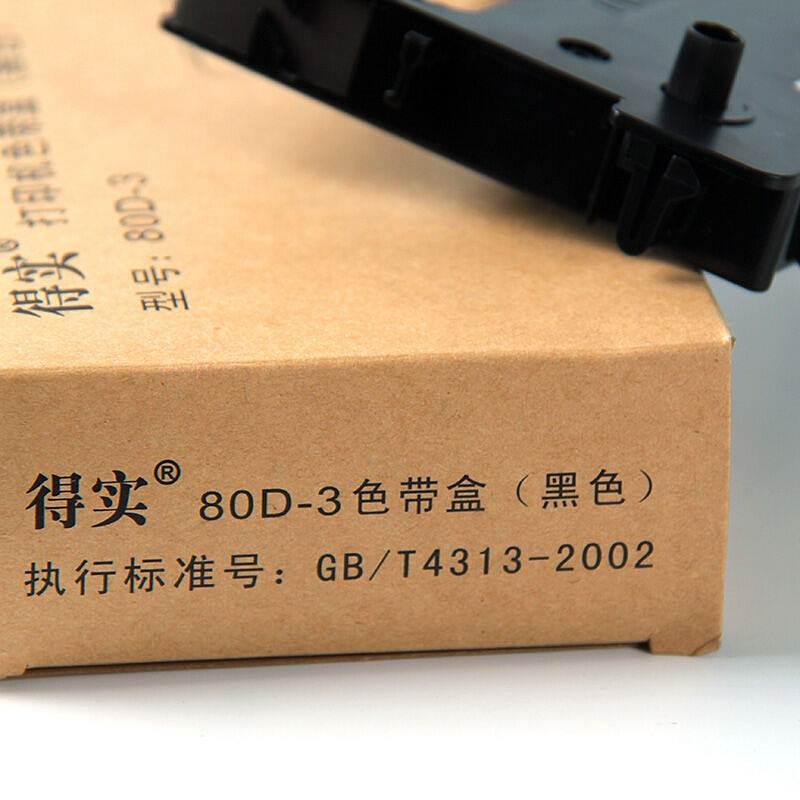 得实® 打印机色带盒
型号：80D-3
得实® 80D-3色带盒（黑色）
执行标准号：GB/T4313-2002